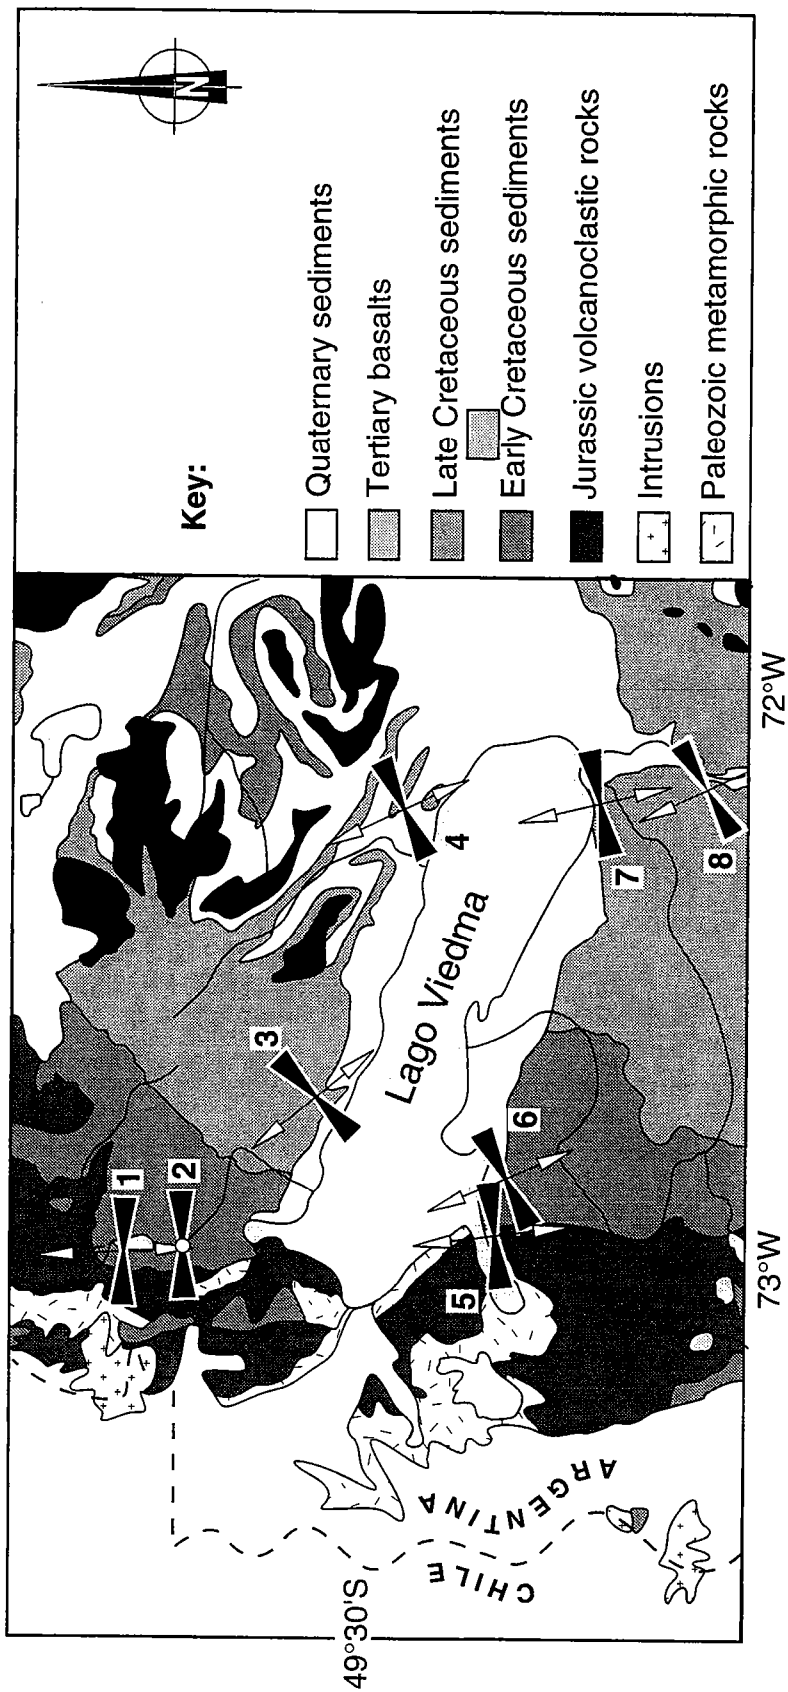 N
Key:
Quaternary sediments
Tertiary basalts
Late Cretaceous sediments
Early Cretaceous sediments
Jurassic volcanoclastic rocks
Intrusions
Paleozoic metamorphic rocks
1
2
3
4
5
6
7
8
Lago Viedma
ARGENTINA
CHILE
49°30'S
73°W
72°W